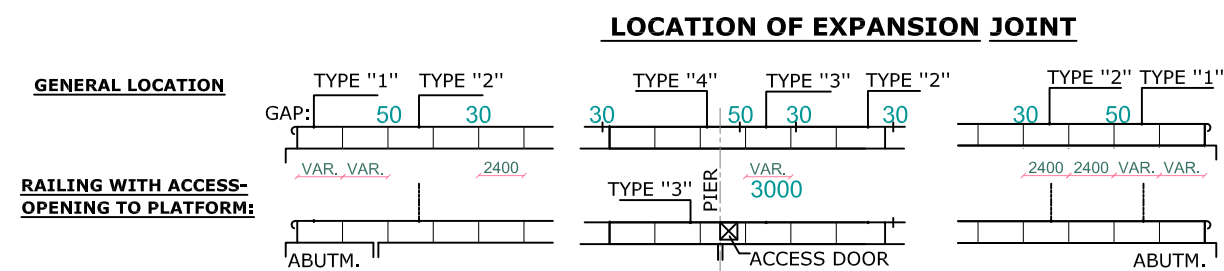 LOCATION OF EXPANSION JOINT
GENERAL LOCATION
TYPE "1" TYPE "2" TYPE "4" TYPE "3" TYPE "2" TYPE "2" TYPE "1"
GAP: 50 30 30 50 30 30 30 50
VAR. VAR. 2400 VAR. 2400 2400 VAR. VAR.
RAILING WITH ACCESS-
OPENING TO PLATFORM:
TYPE "3" PIER 3000
ABUTM. ACCESS DOOR ABUTM.